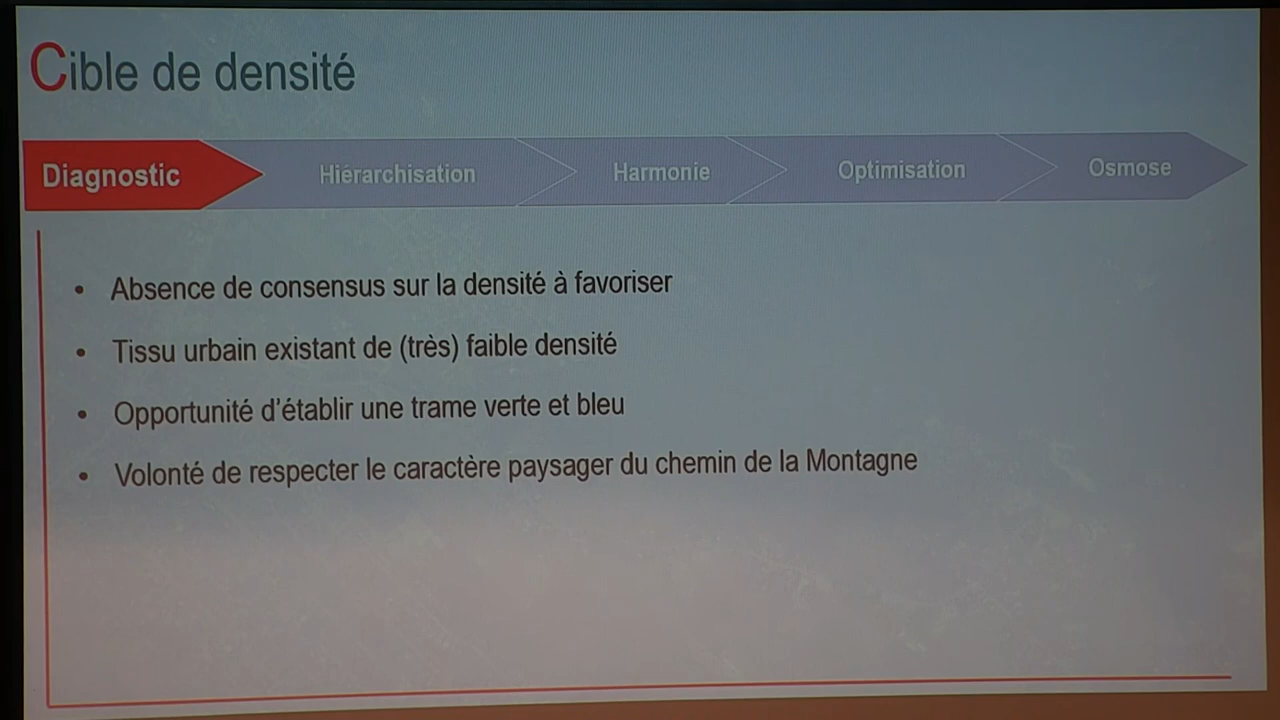 Cible de densité
Diagnostic
Hiérarchisation
Harmonie
Optimisation
Osmose
• Absence de consensus sur la densité à favoriser
• Tissu urbain existant de (très) faible densité
• Opportunité d'établir une trame verte et bleu
• Volonté de respecter le caractère paysager du chemin de la Montagne